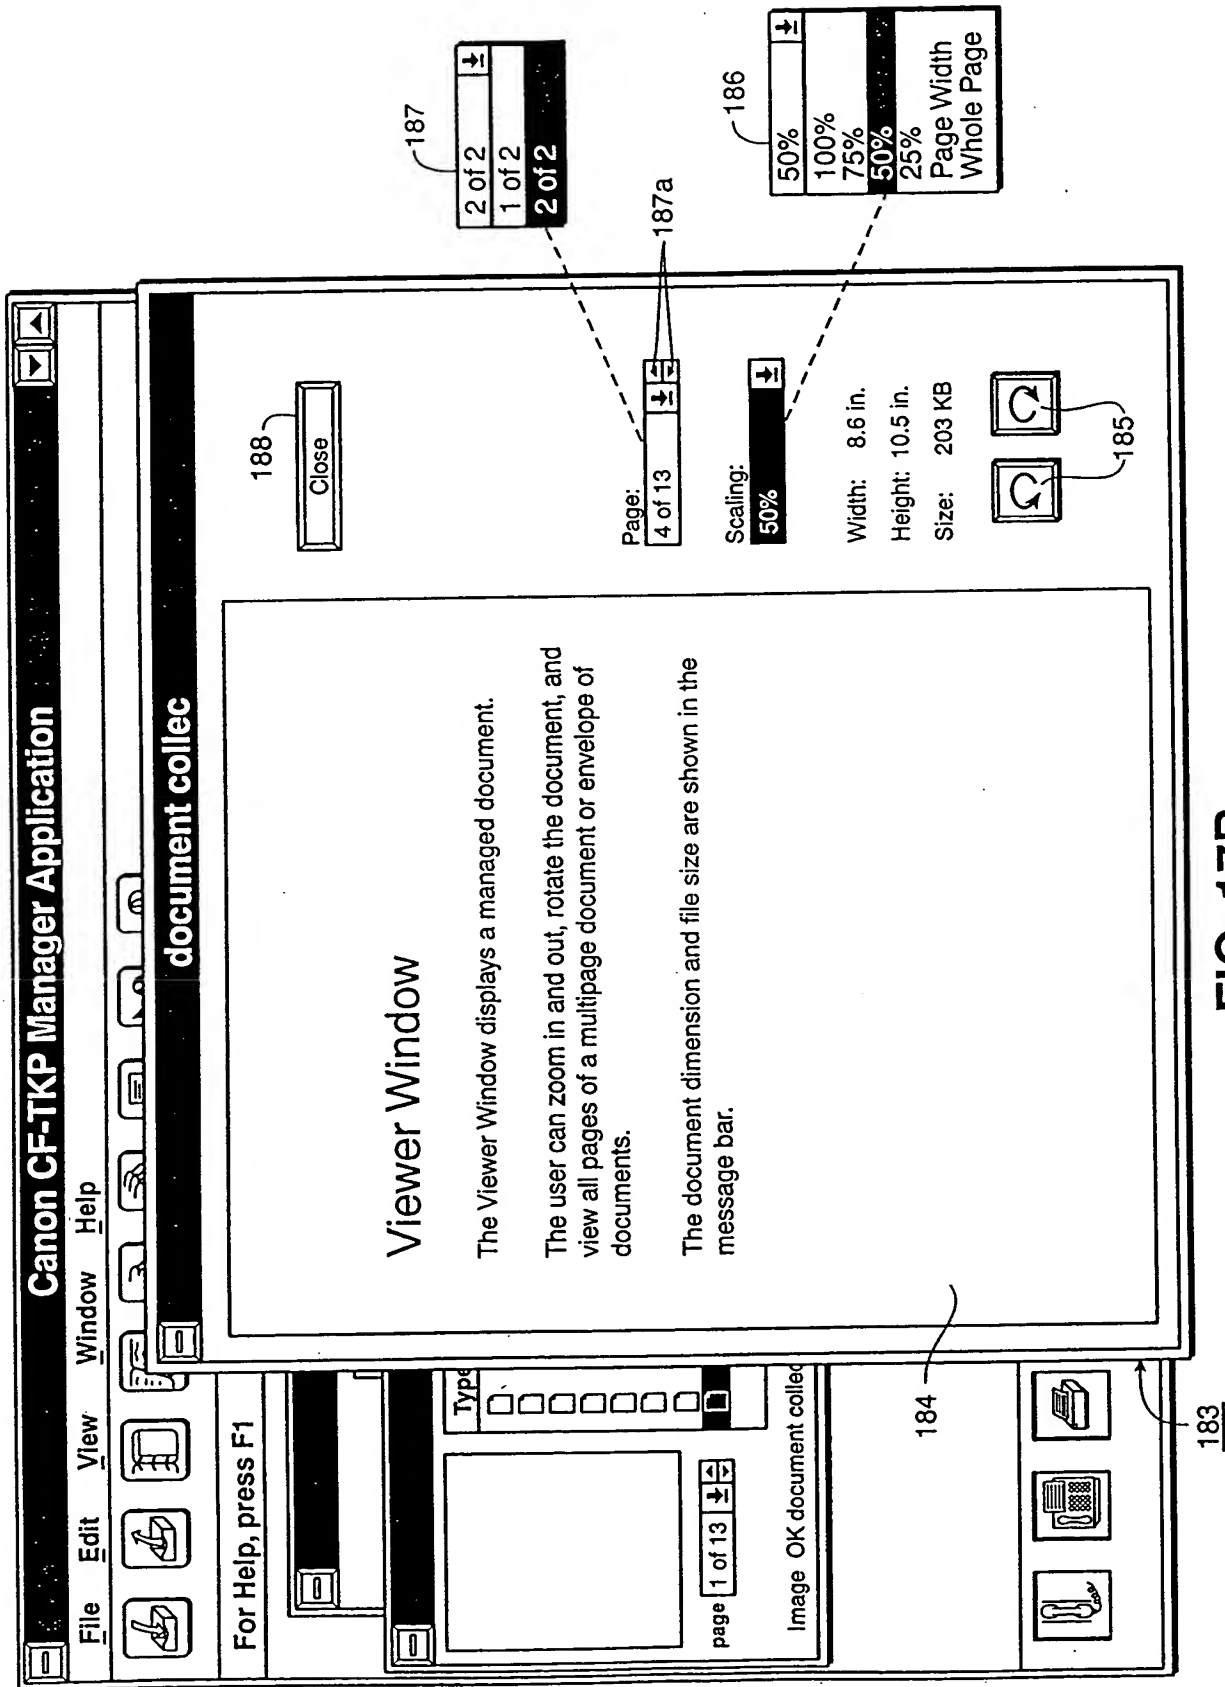 Canon CF-TKP Manager Application
File Edit View Window Help
For Help, press F1
document collec
Viewer Window
The Viewer Window displays a managed document.
The user can zoom in and out, rotate the document, and
view all pages of a multipage document or envelope of
documents.
The document dimension and file size are shown in the
message bar.
188
Close
Page:
4 of 13
187a
Scaling:
50%
Width: 8.6 in.
Height: 10.5 in.
Size: 203 KB
185
187
2 of 2
1 of 2
2 of 2
186
50%
100%
75%
50%
25%
Page Width
Whole Page
Type
page 1 of 13
Image OK document collec
184
183